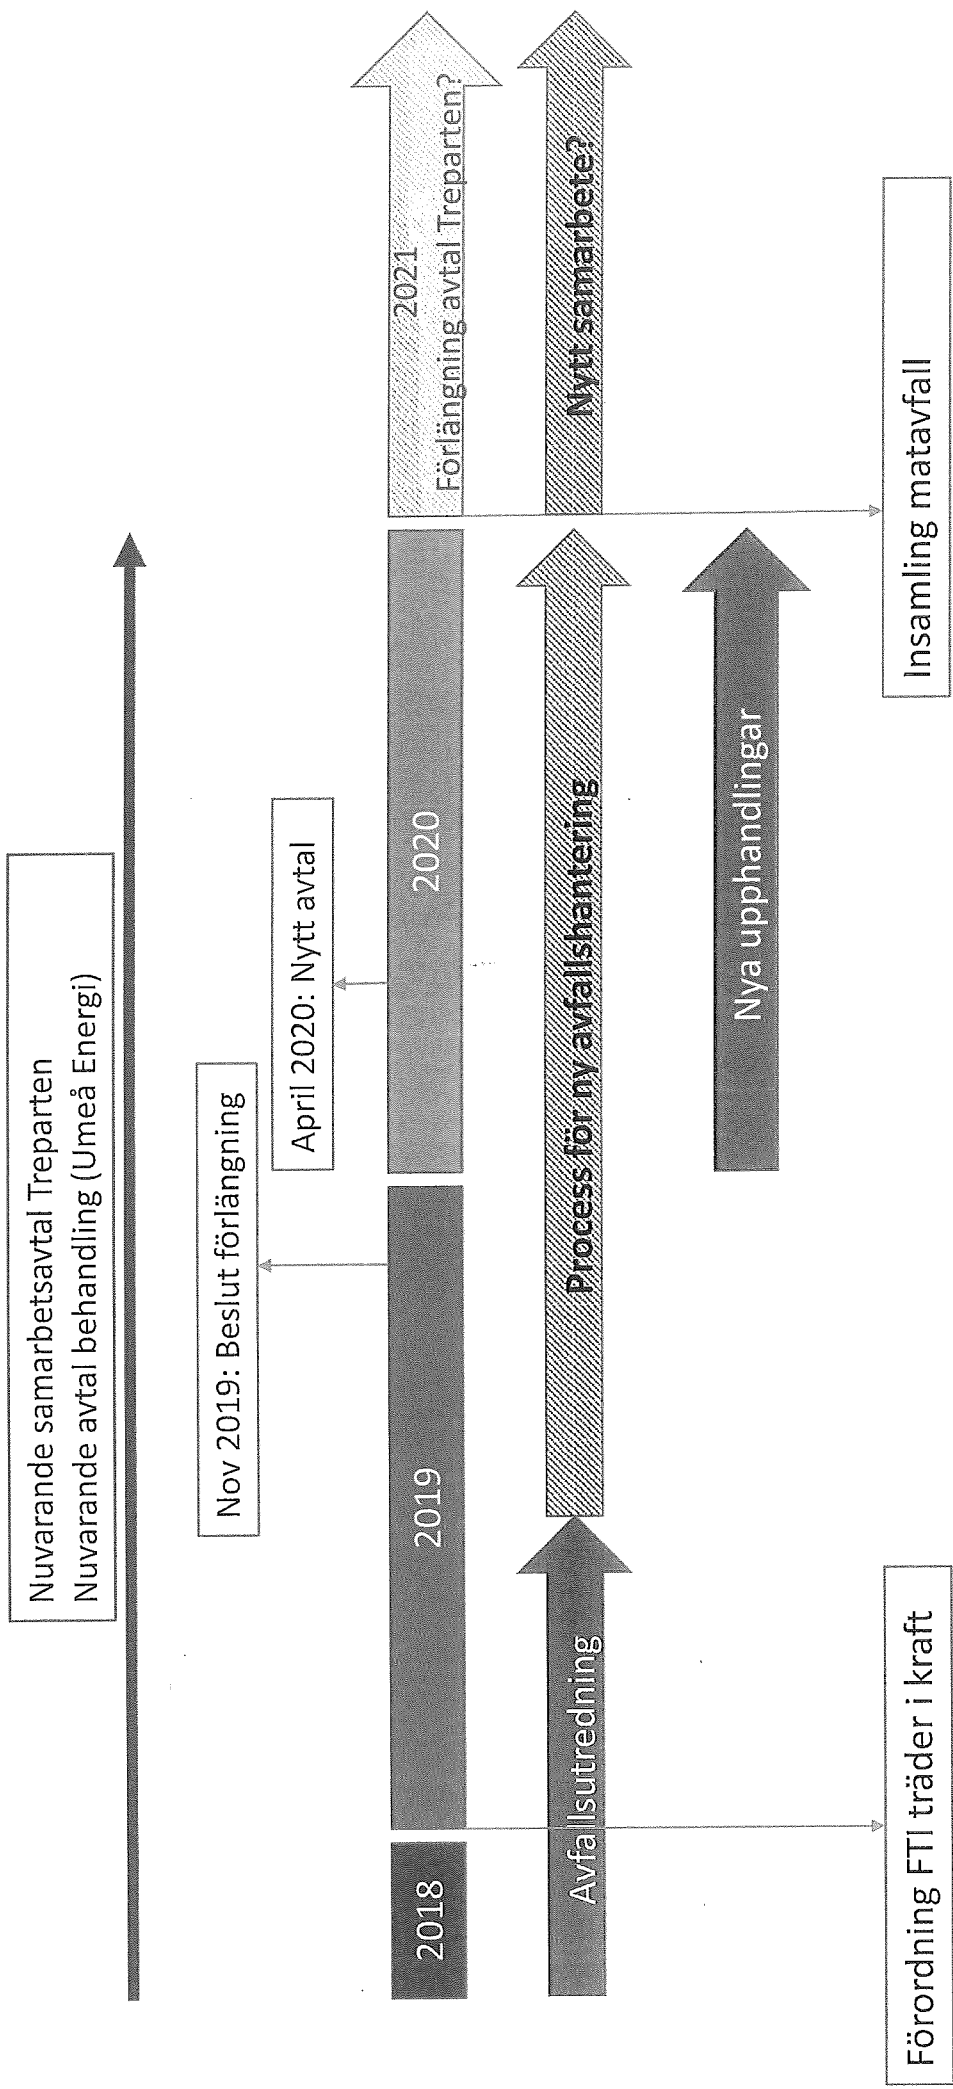 Nuvarande samarbetsavtal Treparten
Nuvarande avtal behandling (Umeå Energi)
Nov 2019: Beslut förlängning
April 2020: Nytt avtal
2018
2019
2020
2021
Förlängning avtal Treparten?
Avfallsutredning
Process för ny avfallshantering
Nytt samarbete?
Nya upphandlingar
Förordning FTI träder i kraft
Insamling matavfall